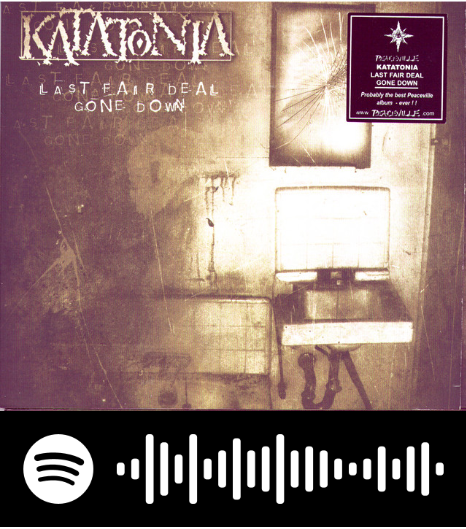 KATATONIA
LAST FAIR DEAL
GONE DOWN
PEACEVILLE
KATATONIA
LAST FAIR DEAL
GONE DOWN
Probably the best Peaceville
album - ever ! !
www.PEACEVILLE.com